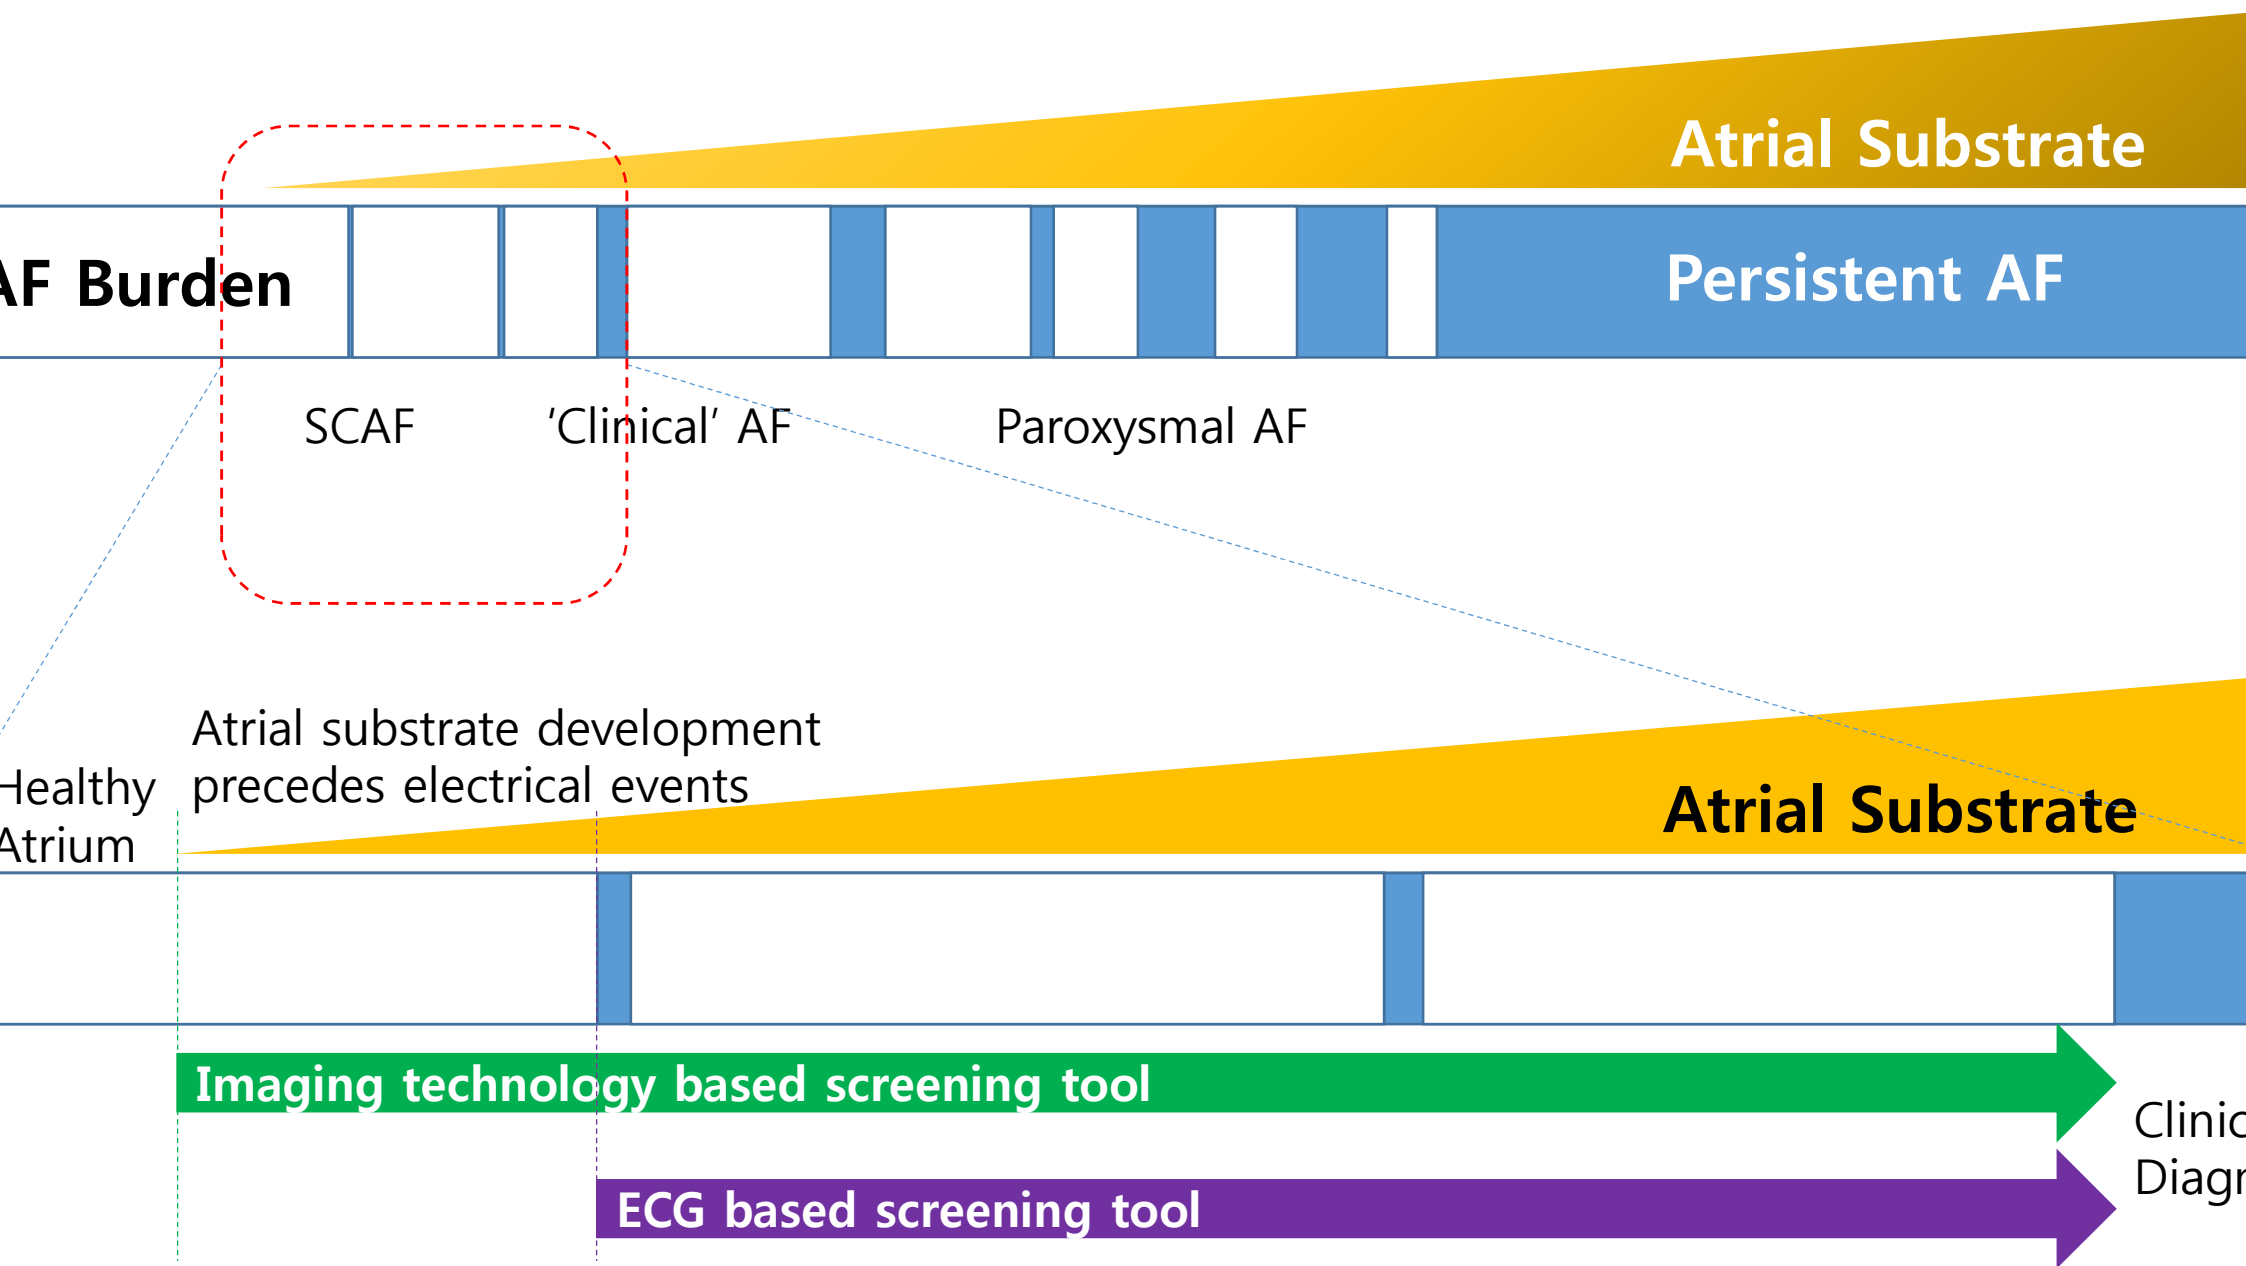 Atrial Substrate
AF Burden
Persistent AF
SCAF
'Clinical' AF
Paroxysmal AF
Atrial substrate development
precedes electrical events
Healthy
Atrium
Atrial Substrate
Imaging technology based screening tool
ECG based screening tool